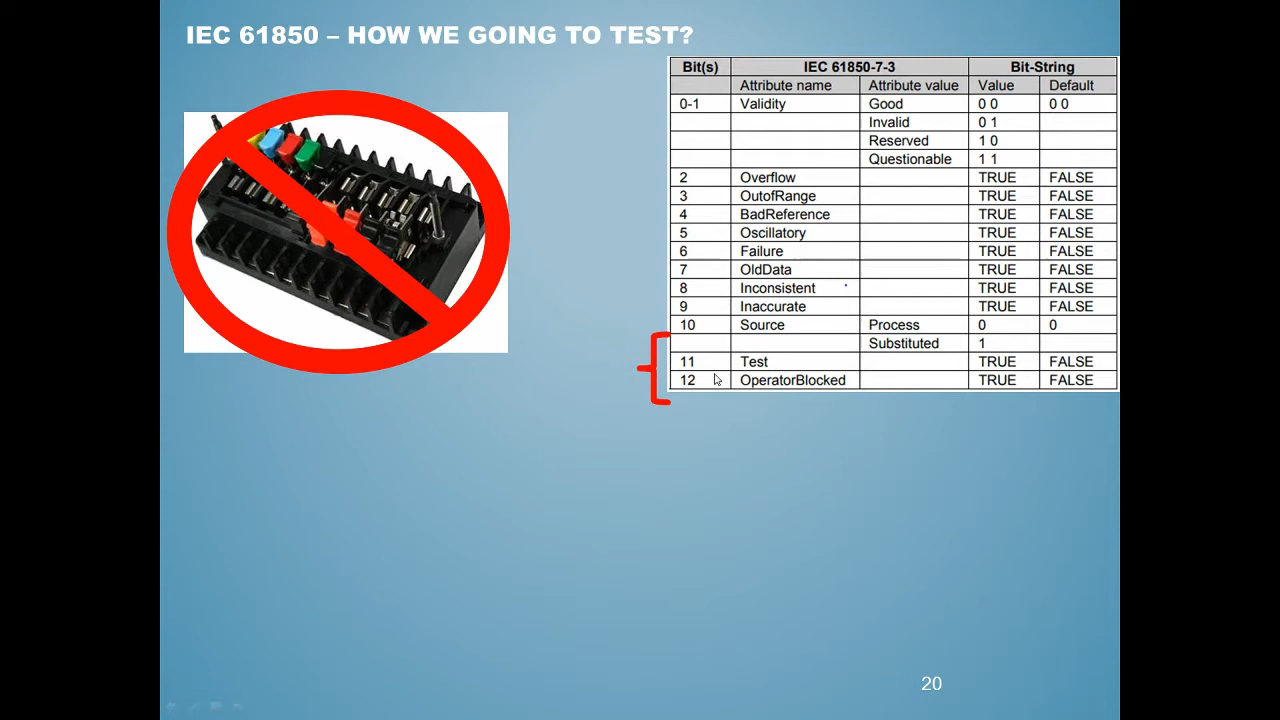 IEC 61850 – HOW WE GOING TO TEST?
Bit(s) IEC 61850-7-3 Bit-String
Attribute name Attribute value Value Default
0-1 Validity Good 0 0 0 0
Invalid 0 1
Reserved 1 0
Questionable 1 1
2 Overflow TRUE FALSE
3 OutofRange TRUE FALSE
4 BadReference TRUE FALSE
5 Oscillatory TRUE FALSE
6 Failure TRUE FALSE
7 OldData TRUE FALSE
8 Inconsistent TRUE FALSE
9 Inaccurate TRUE FALSE
10 Source Process 0 0
Substituted 1
11 Test TRUE FALSE
12 OperatorBlocked TRUE FALSE
20